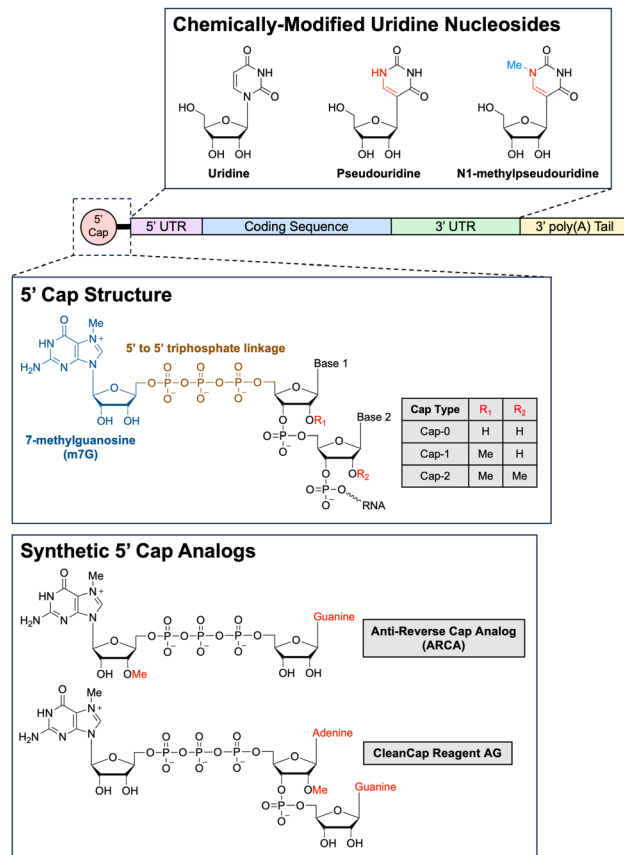 Chemically-Modified Uridine Nucleosides
O
NH
N
O
HO
O
OH OH
Uridine
O
HN
NH
O
HO
O
OH OH
Pseudouridine
Me
O
N
NH
O
HO
O
OH OH
N1-methylpseudouridine
5'
Cap
5' UTR
Coding Sequence
3' UTR
3' poly(A) Tail
5' Cap Structure
O
Me
HN
N
+
H₂N
N
N
O
OH OH
7-methylguanosine
(m7G)
5' to 5' triphosphate linkage
O O O
O P O P O P O
O⁻ O⁻ O⁻
Base 1
O
O OR₁
O P O
O⁻
Base 2
O
O OR₂
O P O
O⁻
RNA
Cap Type R₁ R₂
Cap-0 H H
Cap-1 Me H
Cap-2 Me Me
Synthetic 5' Cap Analogs
O
Me
HN
N
+
H₂N
N
N
O
OH OMe
O O O
O P O P O P O
O⁻ O⁻ O⁻
Guanine
O
OH OH
Anti-Reverse Cap Analog
(ARCA)
O
Me
HN
N
+
H₂N
N
N
O
OH OH
O O O
O P O P O P O
O⁻ O⁻ O⁻
Adenine
O
O OMe
O P O
O⁻
Guanine
O
OH OH
CleanCap Reagent AG